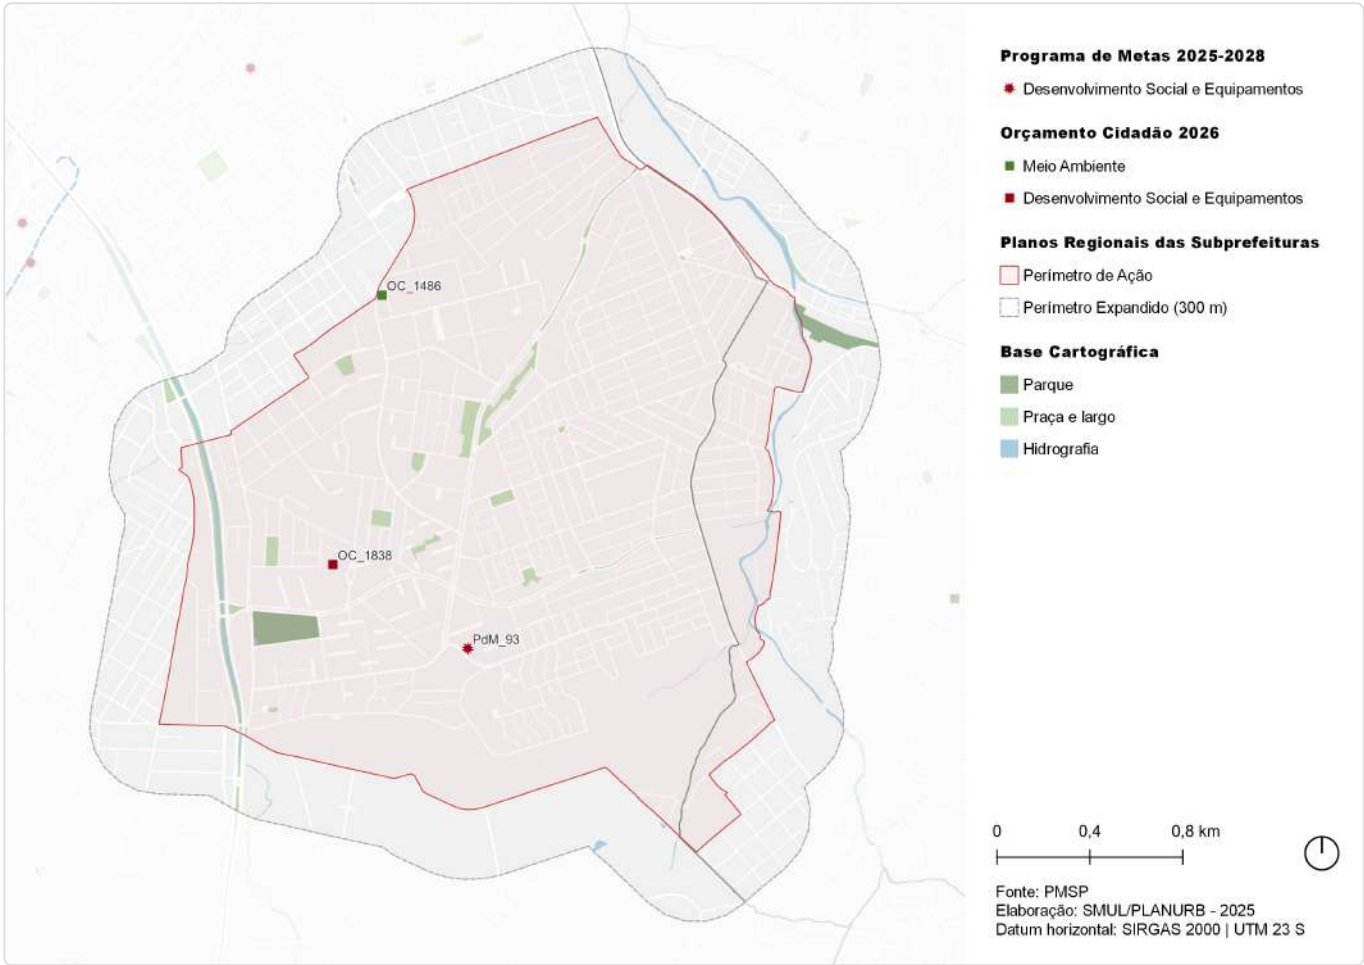 Programa de Metas 2025-2028
Desenvolvimento Social e Equipamentos
Orçamento Cidadão 2026
Meio Ambiente
Desenvolvimento Social e Equipamentos
Planos Regionais das Subprefeituras
Perímetro de Ação
Perímetro Expandido (300 m)
Base Cartográfica
Parque
Praça e largo
Hidrografia
OC_1486
OC_1838
PdM_93
0 0,4 0,8 km
Fonte: PMSP
Elaboração: SMUL/PLANURB - 2025
Datum horizontal: SIRGAS 2000 | UTM 23 S